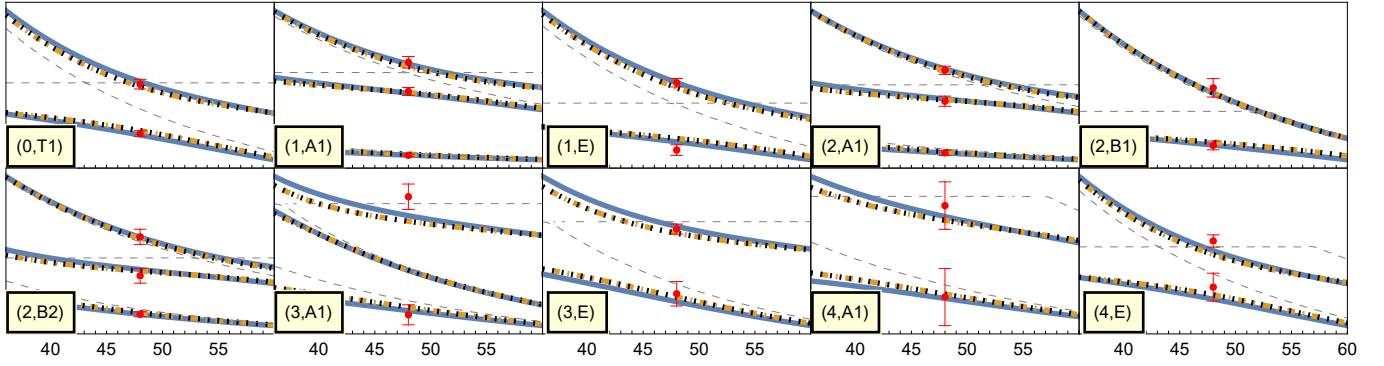 (0,T1) (1,A1) (1,E) (2,A1) (2,B1)
(2,B2) (3,A1) (3,E) (4,A1) (4,E)
40 45 50 55 40 45 50 55 40 45 50 55 40 45 50 55 40 45 50 55 60